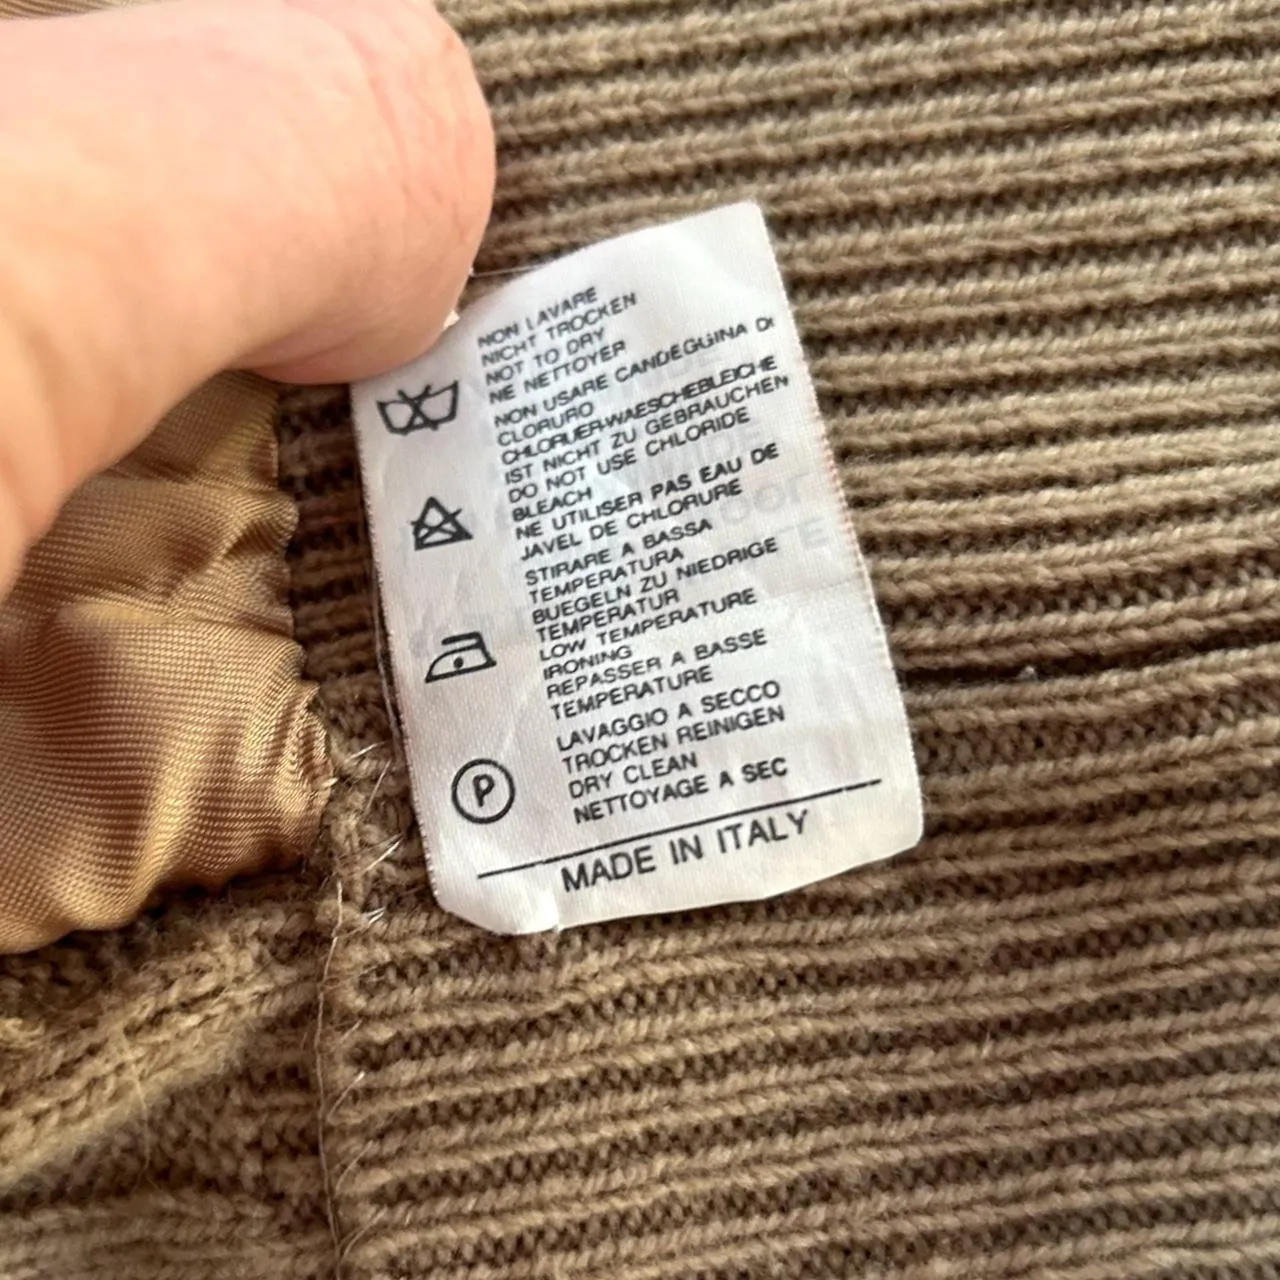 NON LAVARE
NICHT TROCKEN
NOT TO DRY
NE NETTOYER
NON USARE CANDEGGINA DI
CLORURO
CHLORUER-WAESCHEBLEICHE
IST NICHT ZU GEBRAUCHEN
DO NOT USE CHLORIDE
BLEACH
NE UTILISER PAS EAU DE
JAVEL DE CHLORURE
STIRARE A BASSA
TEMPERATURA
BUEGELN ZU NIEDRIGE
TEMPERATUR
LOW TEMPERATURE
IRONING
REPASSER A BASSE
TEMPERATURE
P
LAVAGGIO A SECCO
TROCKEN REINIGEN
DRY CLEAN
NETTOYAGE A SEC
MADE IN ITALY